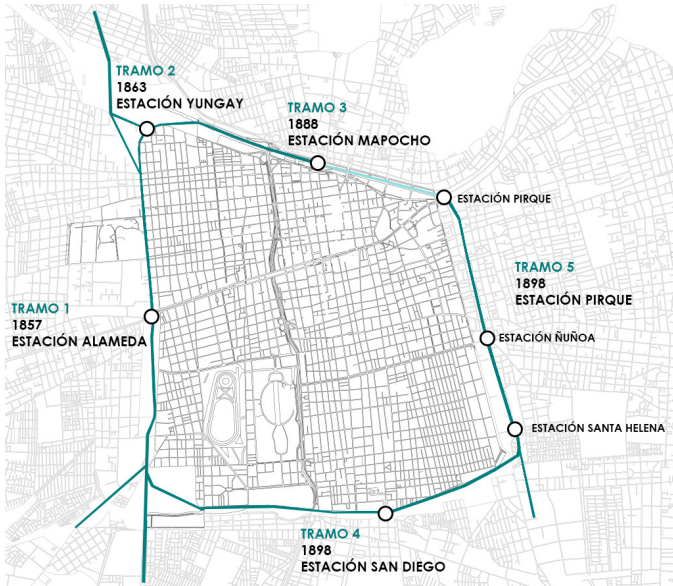 TRAMO 2
1863
ESTACIÓN YUNGAY
TRAMO 3
1888
ESTACIÓN MAPOCHO
ESTACIÓN PIRQUE
TRAMO 5
1898
ESTACIÓN PIRQUE
TRAMO 1
1857
ESTACIÓN ALAMEDA
ESTACIÓN ÑUÑOA
ESTACIÓN SANTA HELENA
TRAMO 4
1898
ESTACIÓN SAN DIEGO